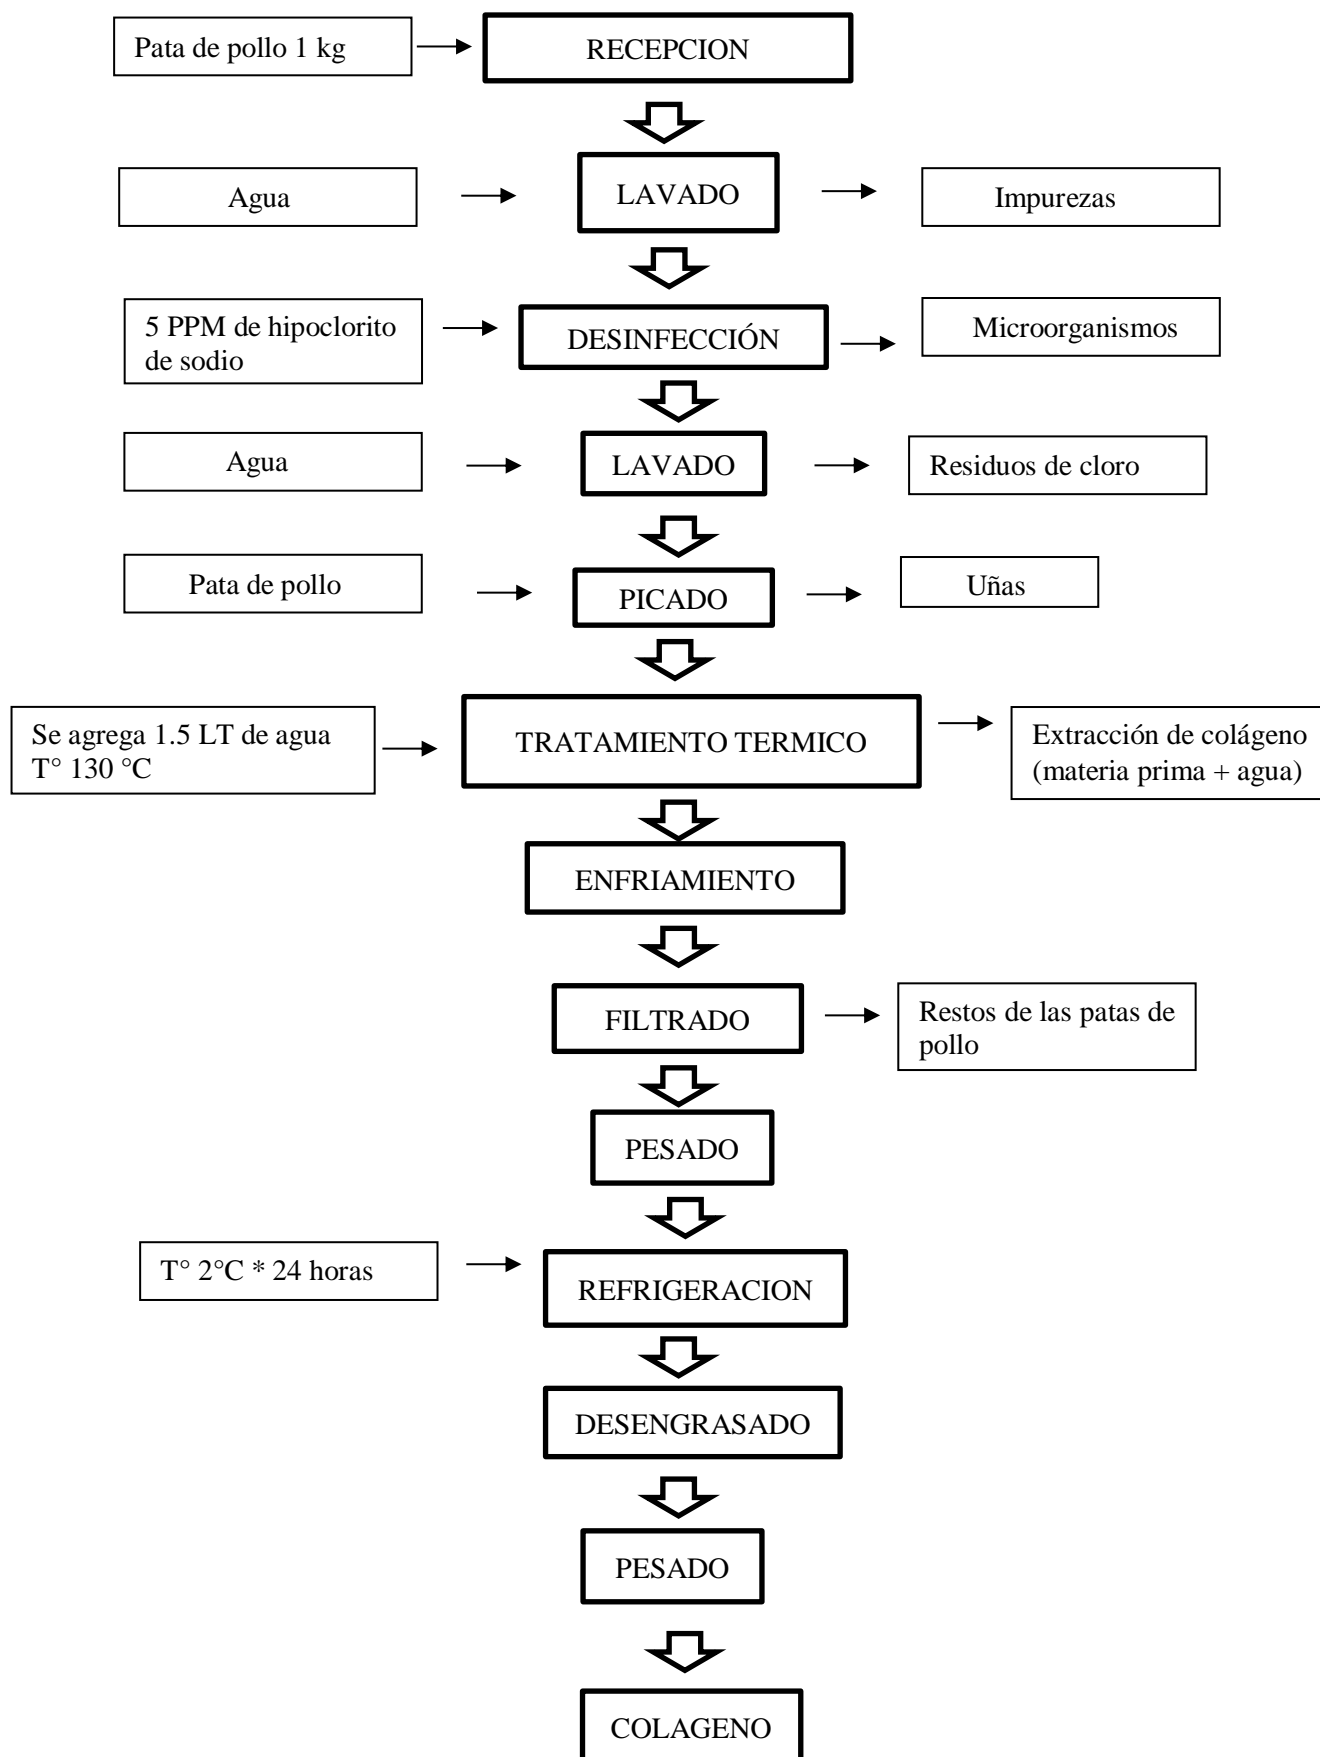 Pata de pollo 1 kg
RECEPCION
Agua
LAVADO
Impurezas
5 PPM de hipoclorito
de sodio
DESINFECCIÓN
Microorganismos
Agua
LAVADO
Residuos de cloro
Pata de pollo
PICADO
Uñas
Se agrega 1.5 LT de agua
T° 130 °C
TRATAMIENTO TERMICO
Extracción de colágeno
(materia prima + agua)
ENFRIAMIENTO
FILTRADO
Restos de las patas de
pollo
PESADO
T° 2°C * 24 horas
REFRIGERACION
DESENGRASADO
PESADO
COLAGENO